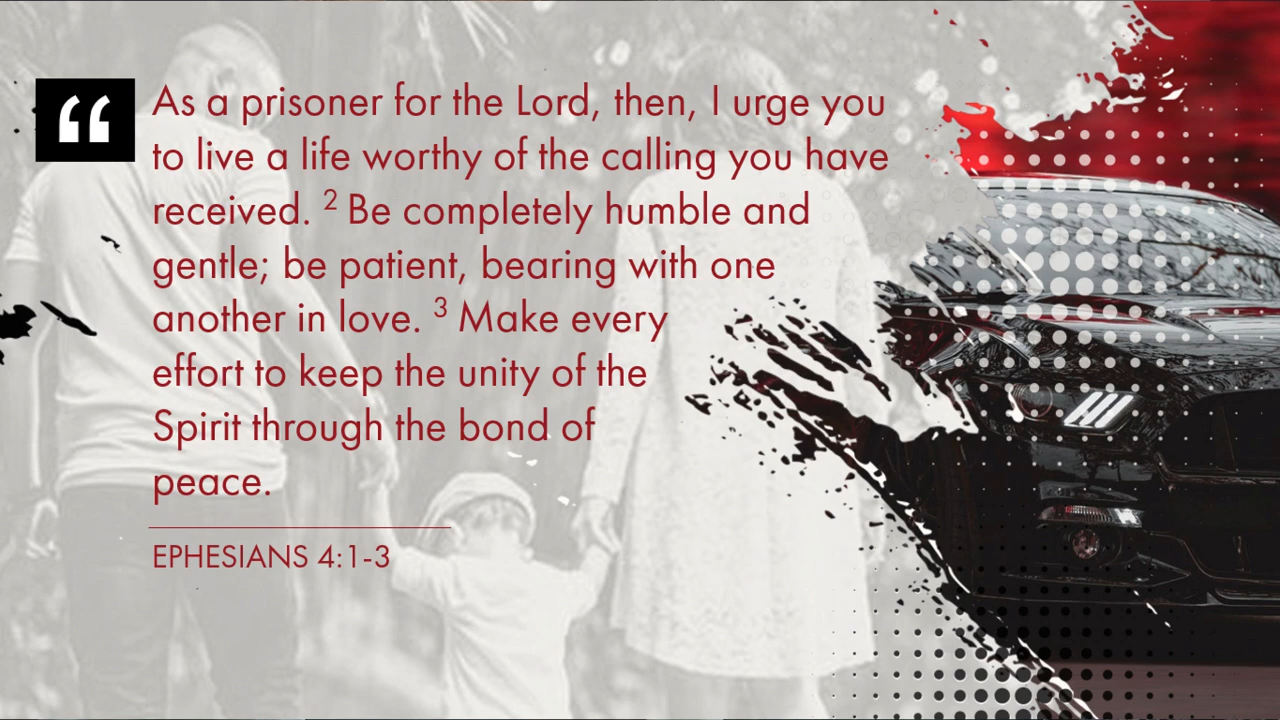 “
As a prisoner for the Lord, then, I urge you
to live a life worthy of the calling you have
received. ² Be completely humble and
gentle; be patient, bearing with one
another in love. ³ Make every
effort to keep the unity of the
Spirit through the bond of
peace.
EPHESIANS 4:1-3